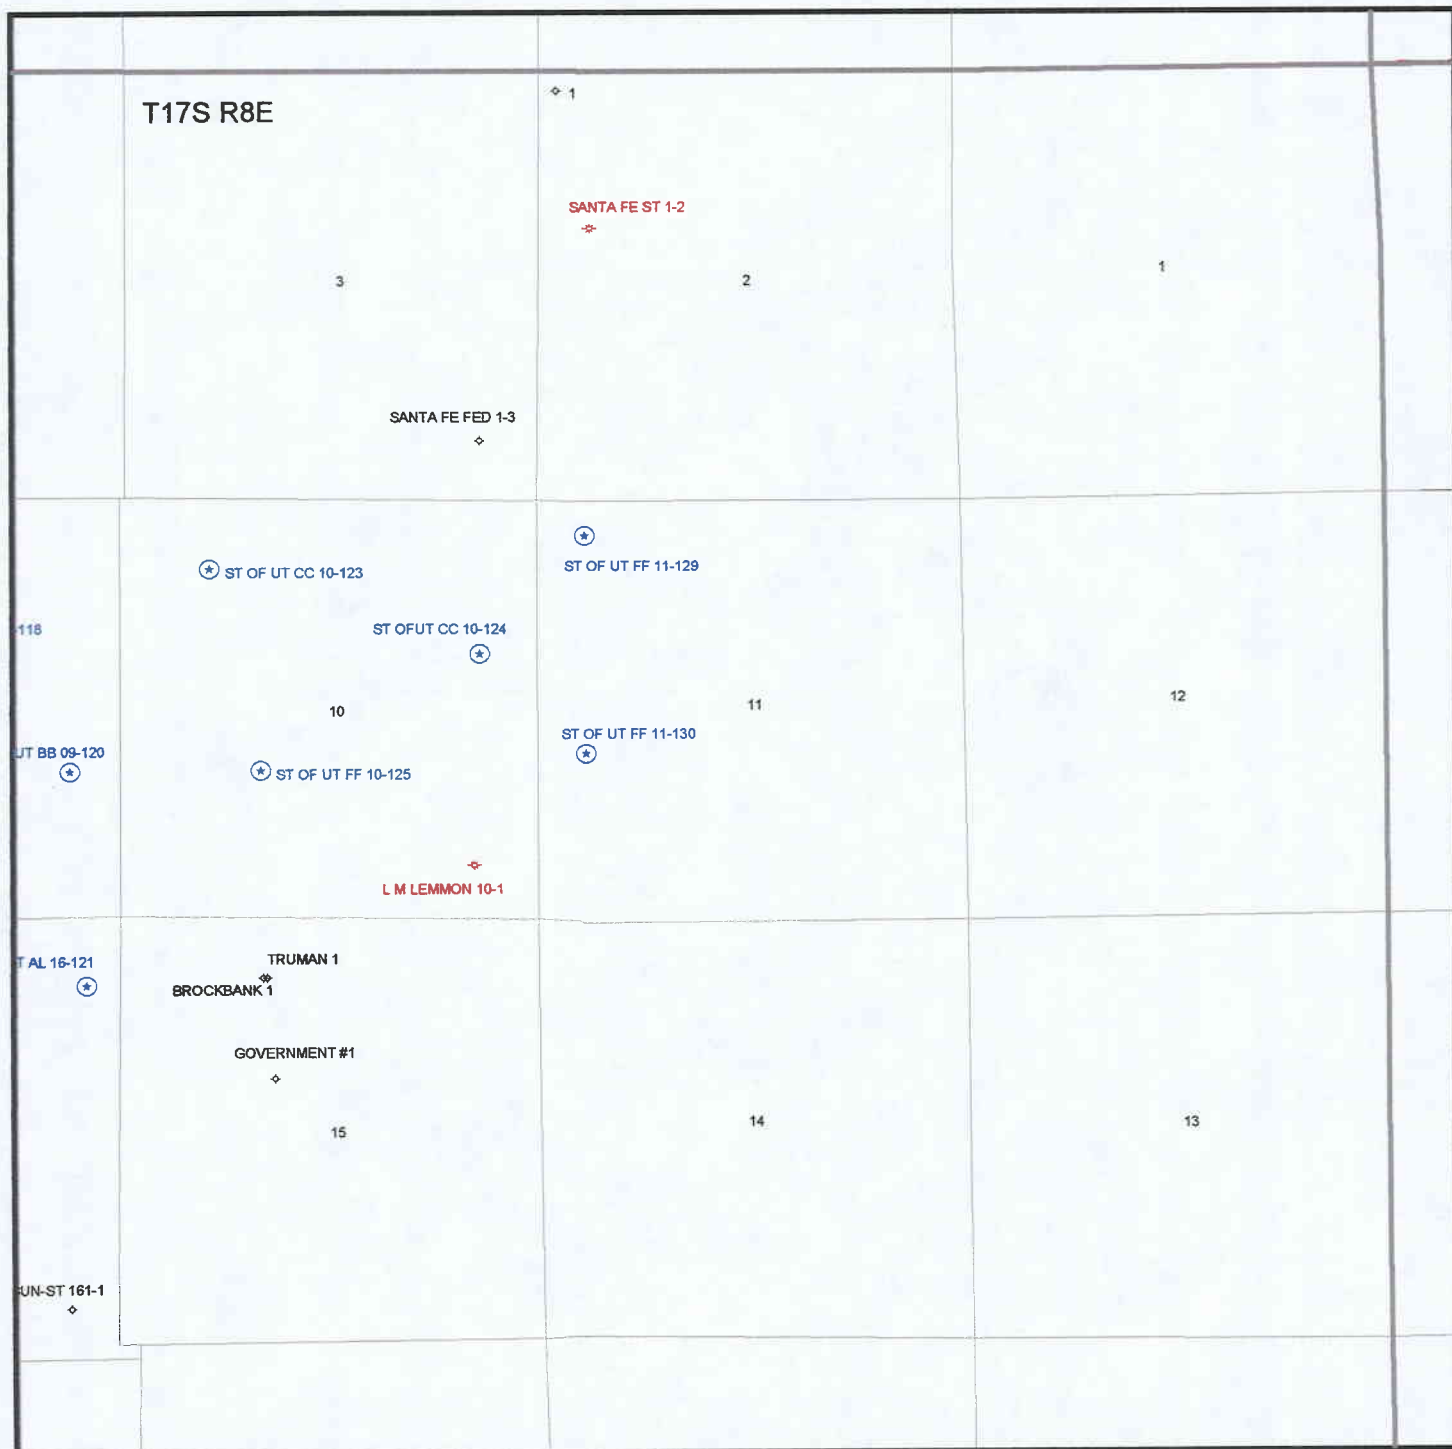 T17S R8E
1
SANTA FE ST 1-2
3
2
1
SANTA FE FED 1-3
ST OF UT CC 10-123
ST OF UT FF 11-129
-118
ST OFUT CC 10-124
10
11
12
UT BB 09-120
ST OF UT FF 10-125
ST OF UT FF 11-130
L M LEMMON 10-1
T AL 16-121
TRUMAN 1
BROCKBANK 1
GOVERNMENT #1
15
14
13
UN-ST 161-1